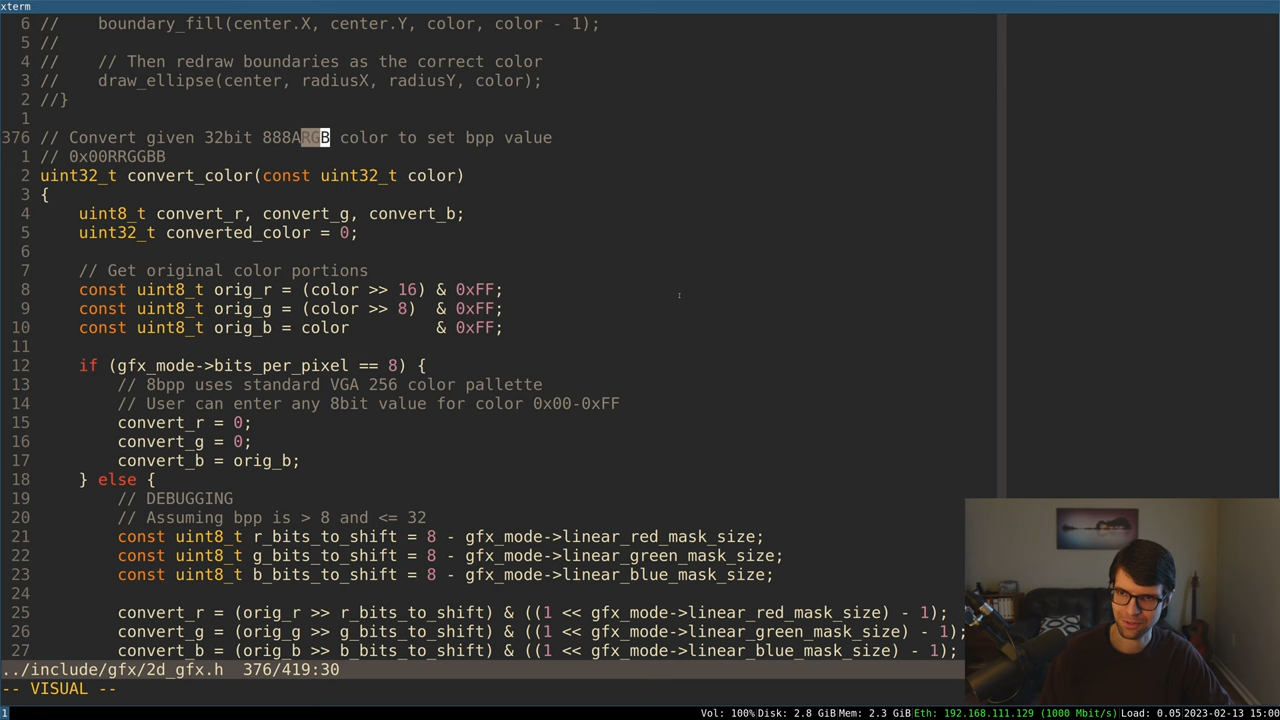 xterm
6 //    boundary_fill(center.X, center.Y, color, color - 1);
5 //
4 //    // Then redraw boundaries as the correct color
3 //    draw_ellipse(center, radiusX, radiusY, color);
2 //}
1
376 // Convert given 32bit 888ARGB color to set bpp value
1 // 0x00RRGGBB
2 uint32_t convert_color(const uint32_t color)
3 {
4     uint8_t convert_r, convert_g, convert_b;
5     uint32_t converted_color = 0;
6
7     // Get original color portions
8     const uint8_t orig_r = (color >> 16) & 0xFF;
9     const uint8_t orig_g = (color >> 8)  & 0xFF;
10     const uint8_t orig_b = color         & 0xFF;
11
12     if (gfx_mode->bits_per_pixel == 8) {
13         // 8bpp uses standard VGA 256 color pallette
14         // User can enter any 8bit value for color 0x00-0xFF
15         convert_r = 0;
16         convert_g = 0;
17         convert_b = orig_b;
18     } else {
19         // DEBUGGING
20         // Assuming bpp is > 8 and <= 32
21         const uint8_t r_bits_to_shift = 8 - gfx_mode->linear_red_mask_size;
22         const uint8_t g_bits_to_shift = 8 - gfx_mode->linear_green_mask_size;
23         const uint8_t b_bits_to_shift = 8 - gfx_mode->linear_blue_mask_size;
24
25         convert_r = (orig_r >> r_bits_to_shift) & ((1 << gfx_mode->linear_red_mask_size) - 1);
26         convert_g = (orig_g >> g_bits_to_shift) & ((1 << gfx_mode->linear_green_mask_size) - 1);
27         convert_b = (orig_b >> b_bits_to_shift) & ((1 << gfx_mode->linear_blue_mask_size) - 1);
../include/gfx/2d_gfx.h  376/419:30
-- VISUAL --
1 Vol: 100% Disk: 2.8 GiB Mem: 2.3 GiB Eth: 192.168.111.129 (1000 Mbit/s) Load: 0.05 2023-02-13 15:00